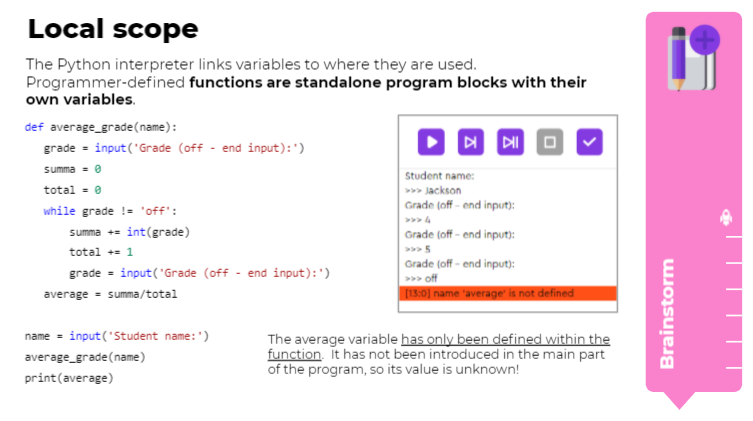 Local scope
The Python interpreter links variables to where they are used.
Programmer-defined functions are standalone program blocks with their
own variables.
def average_grade(name):
    grade = input('Grade (off - end input):')
    summa = 0
    total = 0
    while grade != 'off':
        summa += int(grade)
        total += 1
        grade = input('Grade (off - end input):')
    average = summa/total
name = input('Student name:')
average_grade(name)
print(average)
Student name:
>>> Jackson
Grade (off - end input):
>>> 4
Grade (off - end input):
>>> 5
Grade (off - end input):
>>> off
[13:0] name 'average' is not defined
The average variable has only been defined within the
function. It has not been introduced in the main part
of the program, so its value is unknown!
Brainstorm